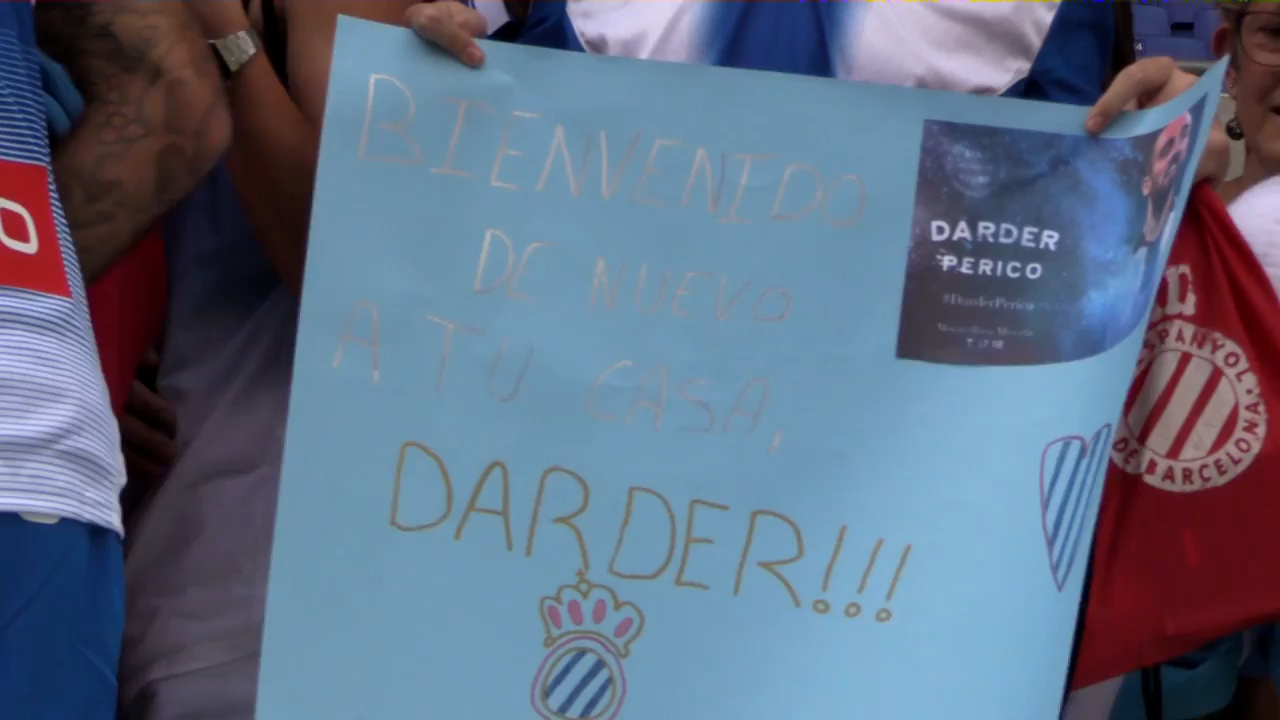 BIENVENIDO
DE NUEVO
A TU CASA,
DARDER!!!
DARDER
PERICO
#DarderPerico
ESPANYOL
DE BARCELONA
O